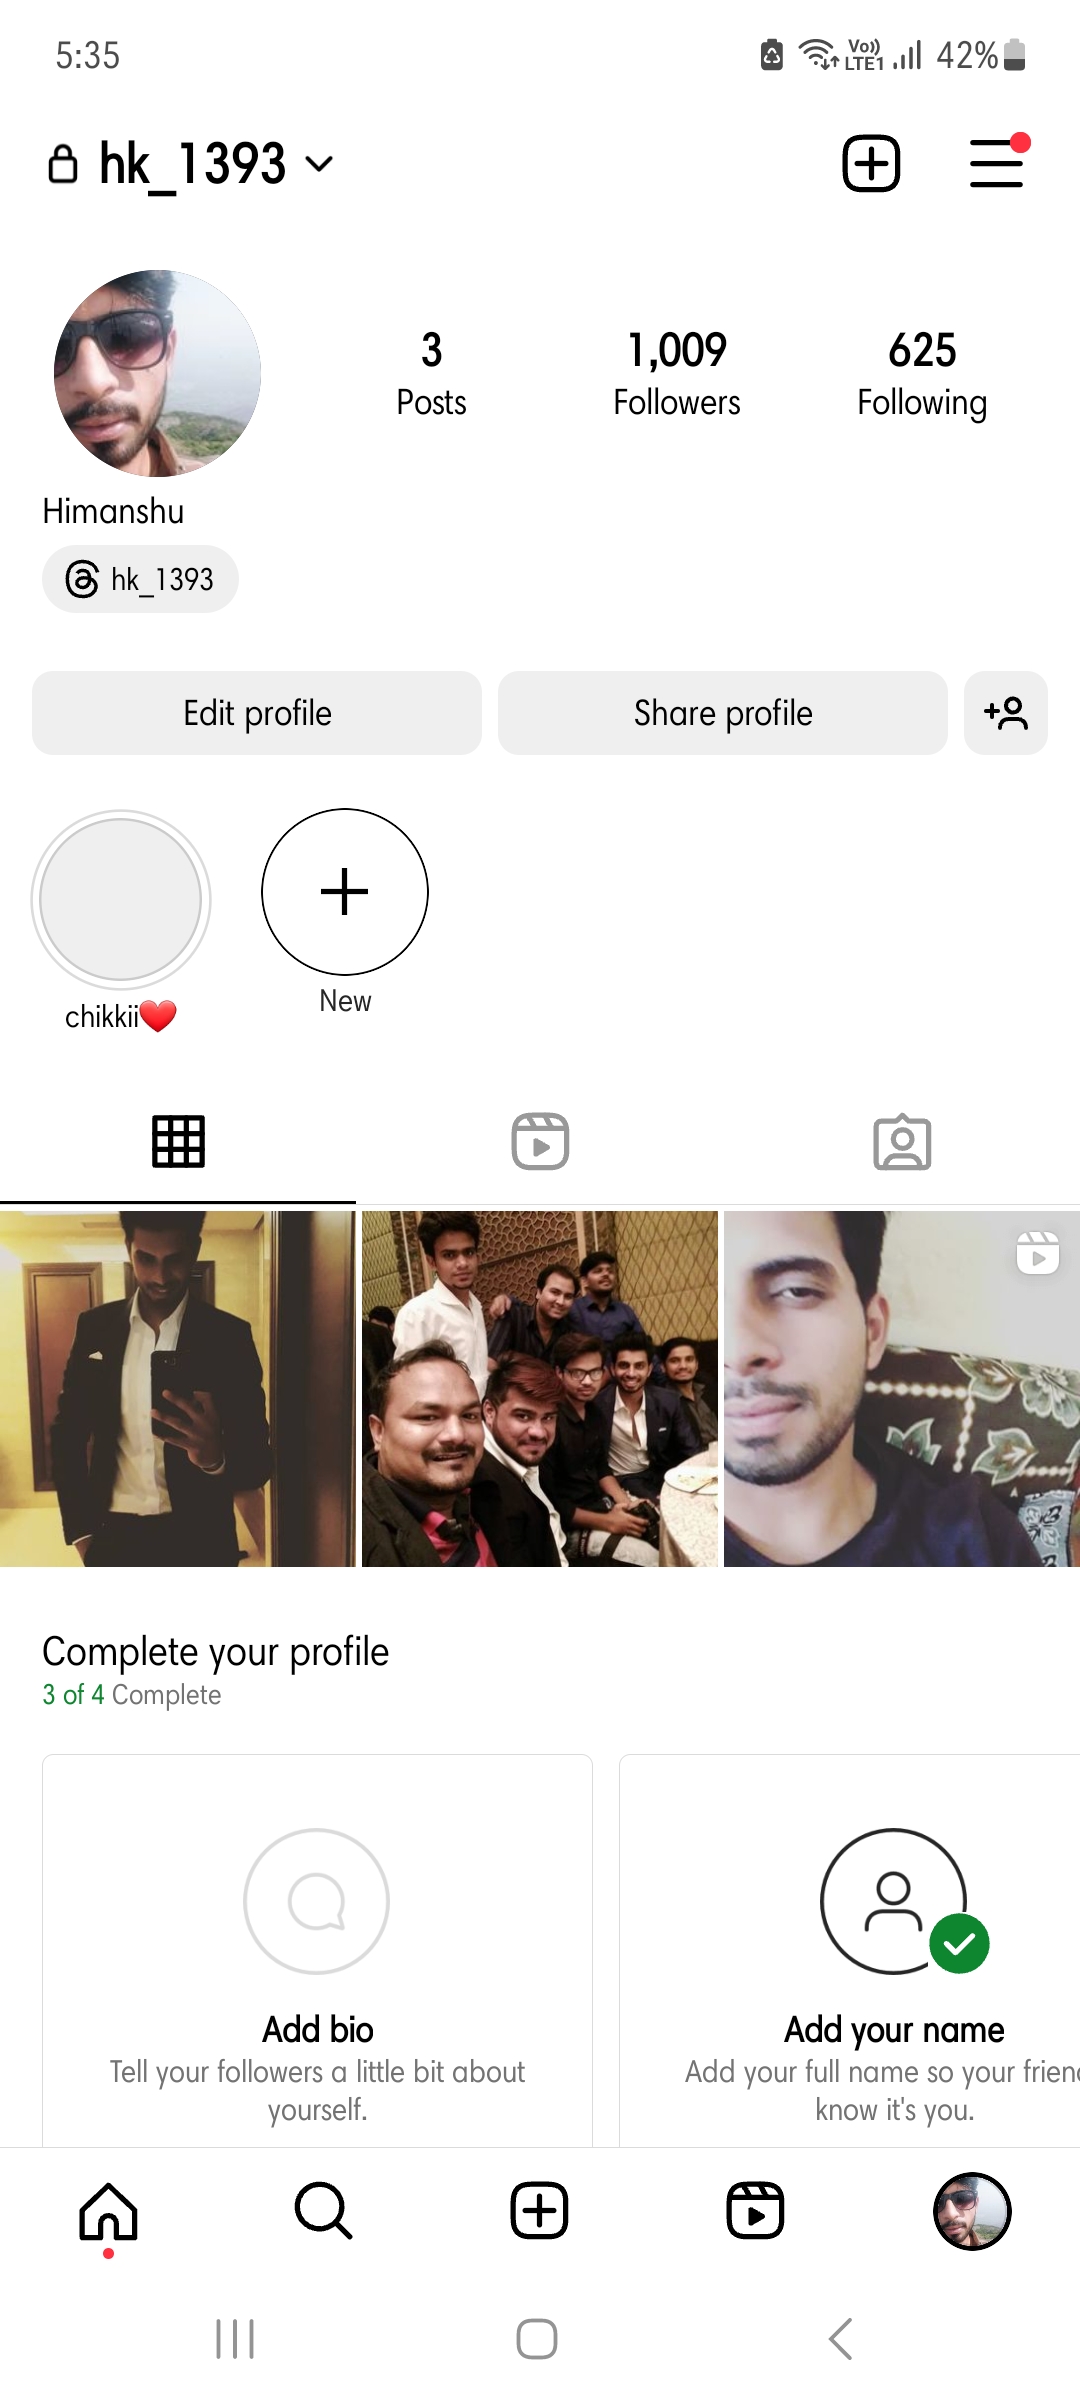 5:35
Vo)) LTE1 42%
hk_1393
3 1,009 625
Posts Followers Following
Himanshu
hk_1393
Edit profile Share profile
chikkii❤️ New
Complete your profile
3 of 4 Complete
Add bio
Tell your followers a little bit about
yourself.
Add your name
Add your full name so your frien
know it's you.